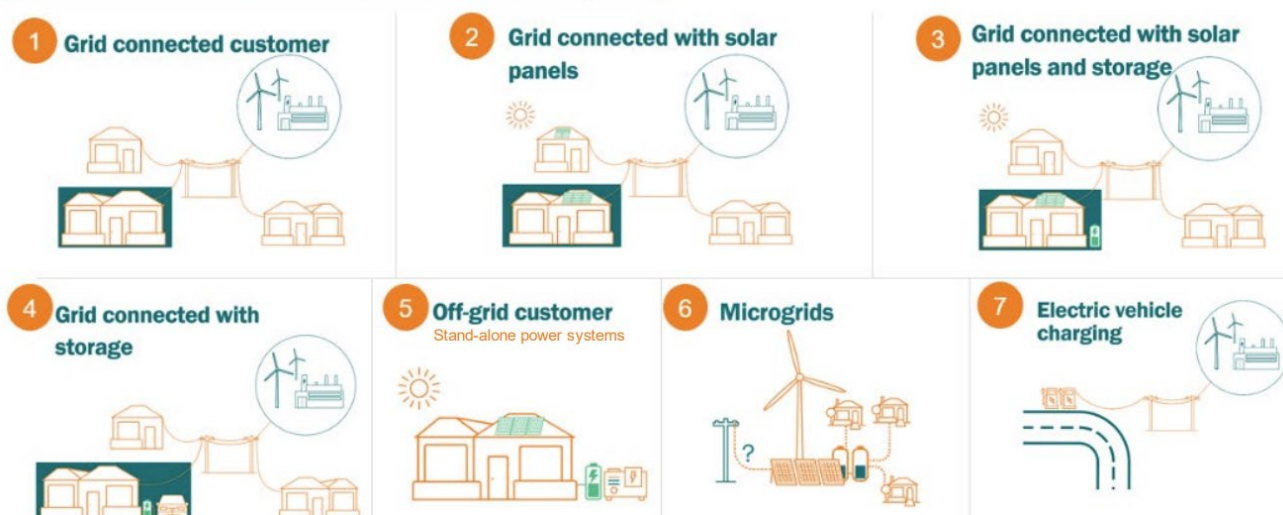 1
Grid connected customer
2
Grid connected with solar
panels
3
Grid connected with solar
panels and storage
4
Grid connected with
storage
5
Off-grid customer
Stand-alone power systems
6
Microgrids
?
7
Electric vehicle
charging